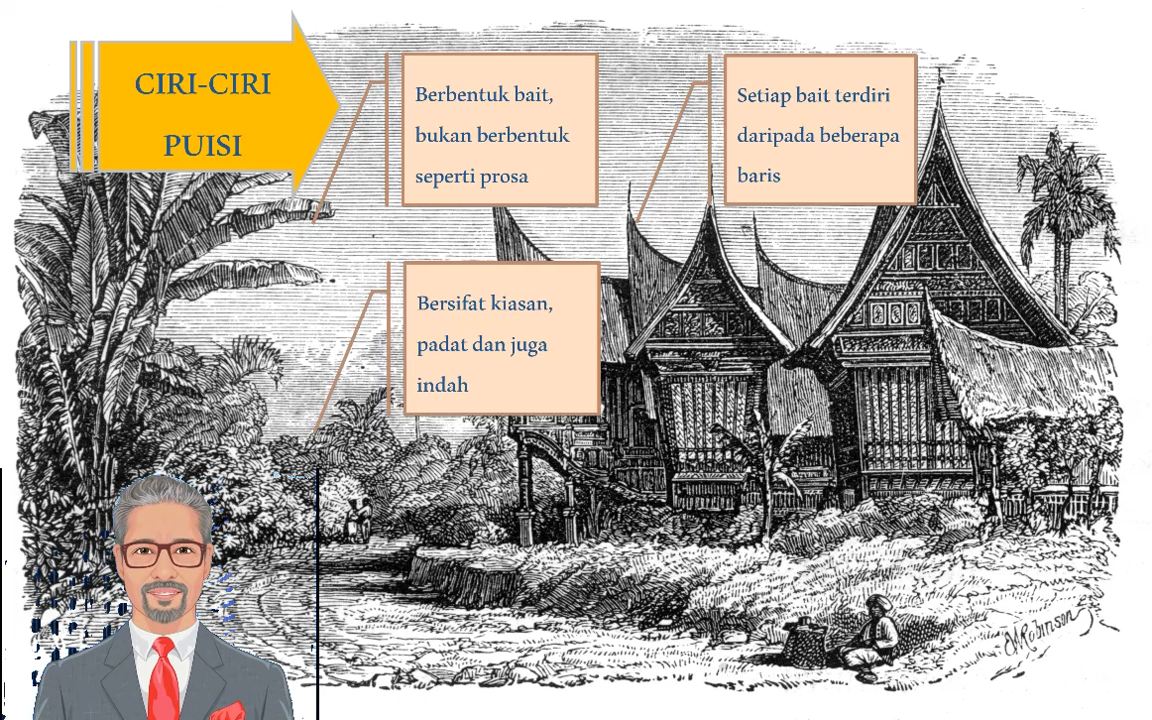 CIRI-CIRI
PUISI
Berbentuk bait,
bukan berbentuk
seperti prosa
Setiap bait terdiri
daripada beberapa
baris
Bersifat kiasan,
padat dan juga
indah
Robinson